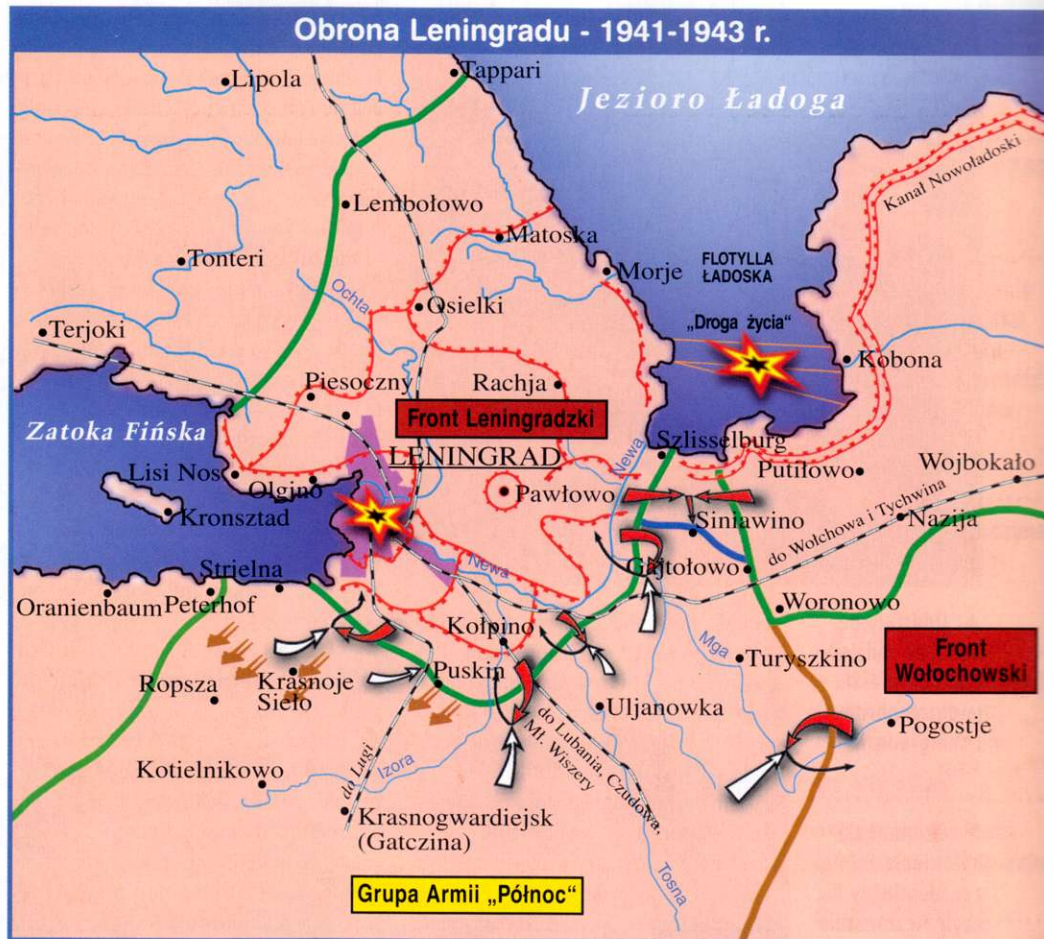 Obrona Leningradu - 1941-1943 r.
Lipola
Tappari
Jezioro Ładoga
Kanał Nowoładoski
Lembołowo
Matoska
Tonteri
Morje
FLOTYLLA
ŁADOSKA
Ochta
Osielki
„Droga życia"
Terjoki
Kobona
Piesoczny
Rachja
Front Leningradzki
Zatoka Fińska
Newa
Szlisselburg
LENINGRAD
Putiłowo
Wojbokało
Lisi Nos
Olgino
Pawłowo
Kronsztad
Siniawino
Nazija
do Wołchowa i Tychwina
Strielna
Newa
Gajtołowo
Oranienbaum
Peterhof
Woronowo
Kołpino
Mga
Front
Wołochowski
Turyszkino
Puskin
Krasnoje
Sieło
Ropsza
Uljanowka
Pogostje
do Lubania, Czudowa,
Mł. Wiszery
Kotielnikowo
do Ługi
Izora
Krasnogwardiejsk
(Gatczina)
Tosna
Grupa Armii „Północ"